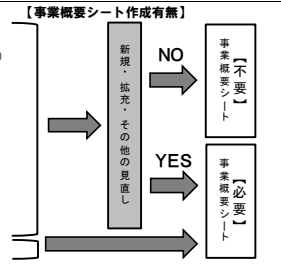 【事業概要シート作成有無】
新規・拡充・その他の見直し
NO
【不要】
事業概要シート
YES
【必要】
事業概要シート